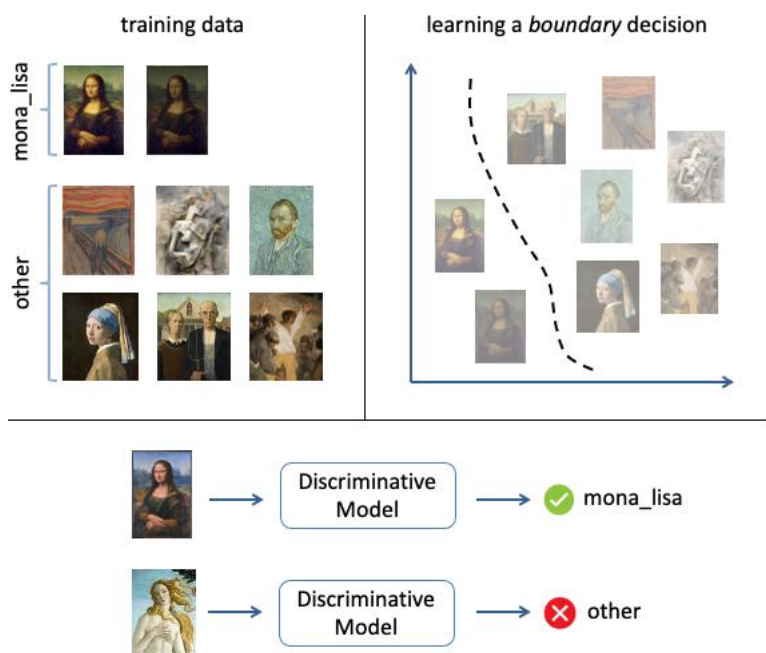 training data
learning a boundary decision
mona_lisa
other
Discriminative
Model
mona_lisa
Discriminative
Model
other